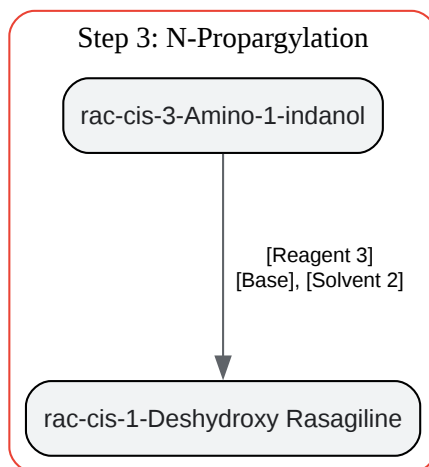 Step 3: N-Propargylation
rac-cis-3-Amino-1-indanol
[Reagent 3]
[Base], [Solvent 2]
rac-cis-1-Deshydroxy Rasagiline